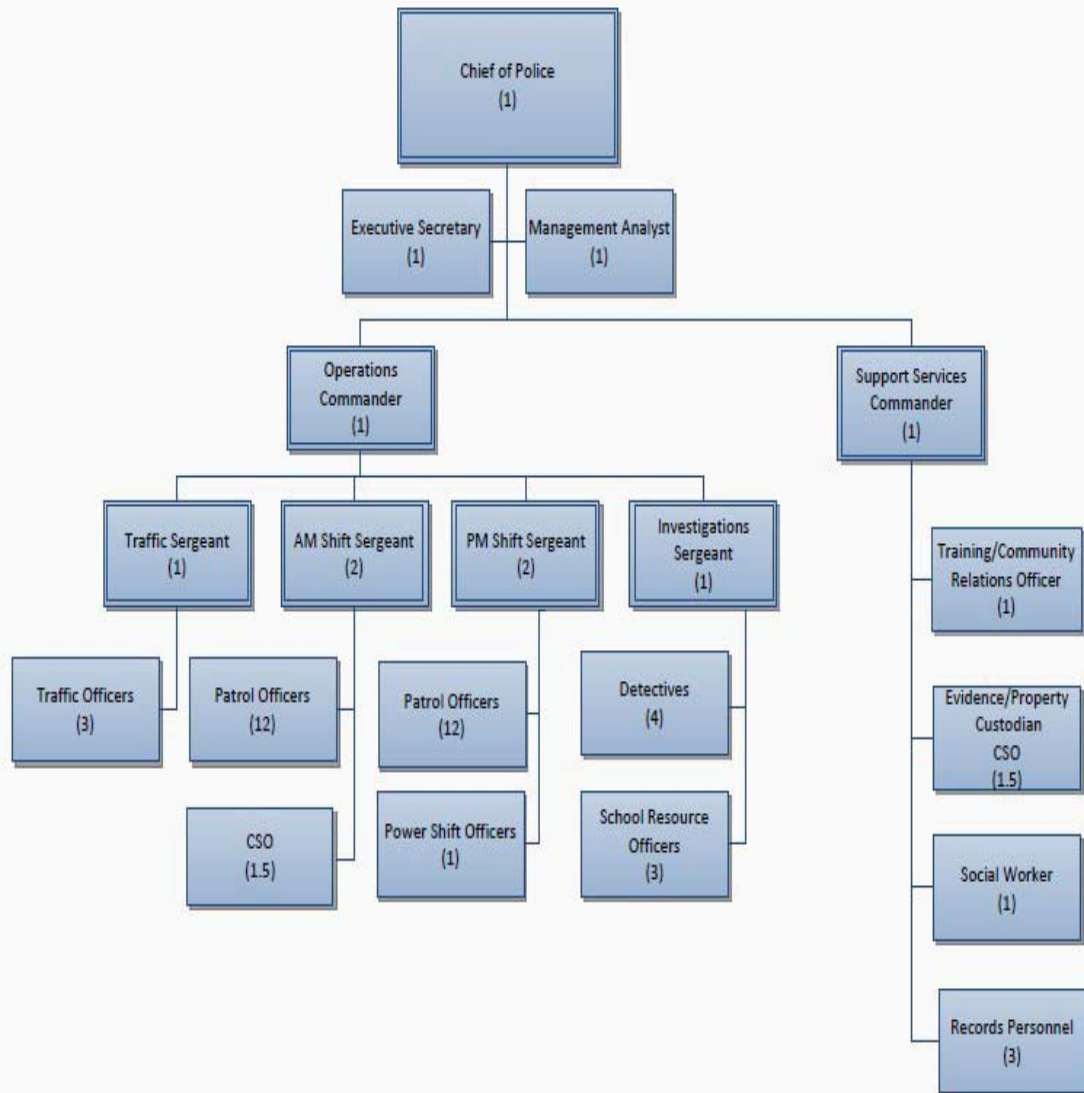 Chief of Police
(1)
Executive Secretary
(1)
Management Analyst
(1)
Operations
Commander
(1)
Support Services
Commander
(1)
Traffic Sergeant
(1)
AM Shift Sergeant
(2)
PM Shift Sergeant
(2)
Investigations
Sergeant
(1)
Traffic Officers
(3)
Patrol Officers
(12)
CSO
(1.5)
Patrol Officers
(12)
Power Shift Officers
(1)
Detectives
(4)
School Resource
Officers
(3)
Training/Community
Relations Officer
(1)
Evidence/Property
Custodian
CSO
(1.5)
Social Worker
(1)
Records Personnel
(3)